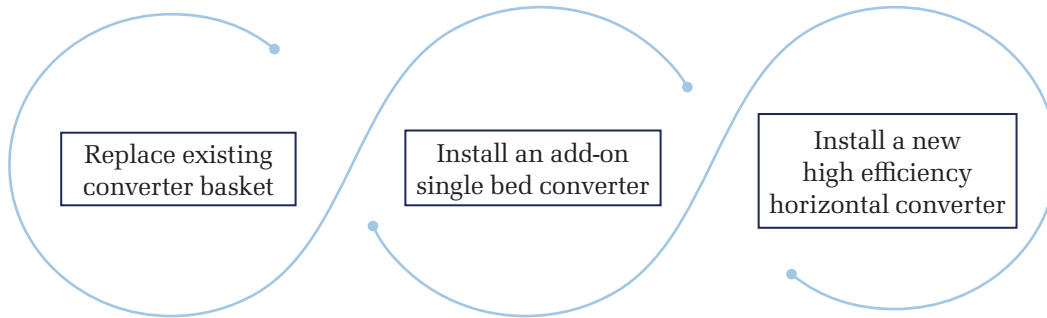 Replace existing
converter basket
Install an add-on
single bed converter
Install a new
high efficiency
horizontal converter